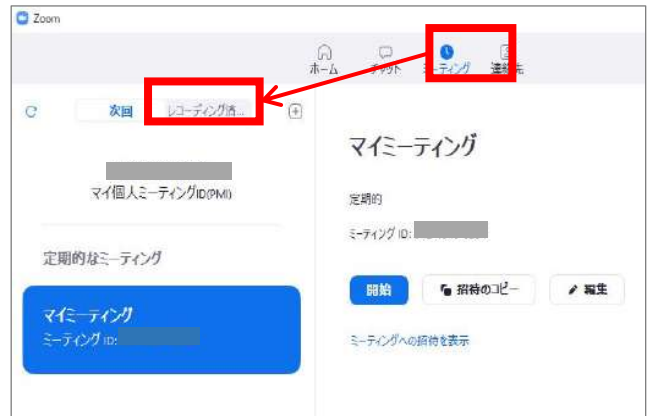 Zoom
ホーム チャット ミーティング 連絡先
次回 レコーディング済...
マイ個人ミーティングID(PMI)
定期的なミーティング
マイミーティング
ミーティング ID:
マイミーティング
定期的
ミーティング ID:
開始 招待のコピー 編集
ミーティングへの招待を表示